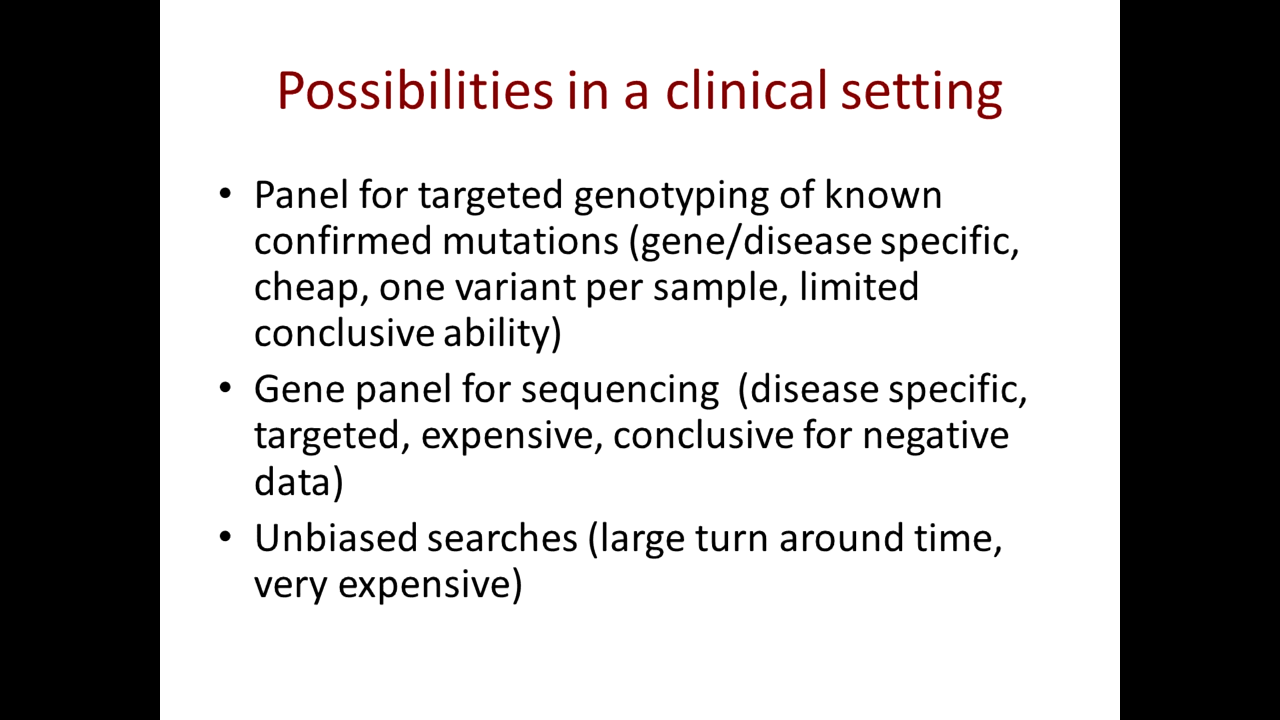 Possibilities in a clinical setting
• Panel for targeted genotyping of known
confirmed mutations (gene/disease specific,
cheap, one variant per sample, limited
conclusive ability)
• Gene panel for sequencing  (disease specific,
targeted, expensive, conclusive for negative
data)
• Unbiased searches (large turn around time,
very expensive)